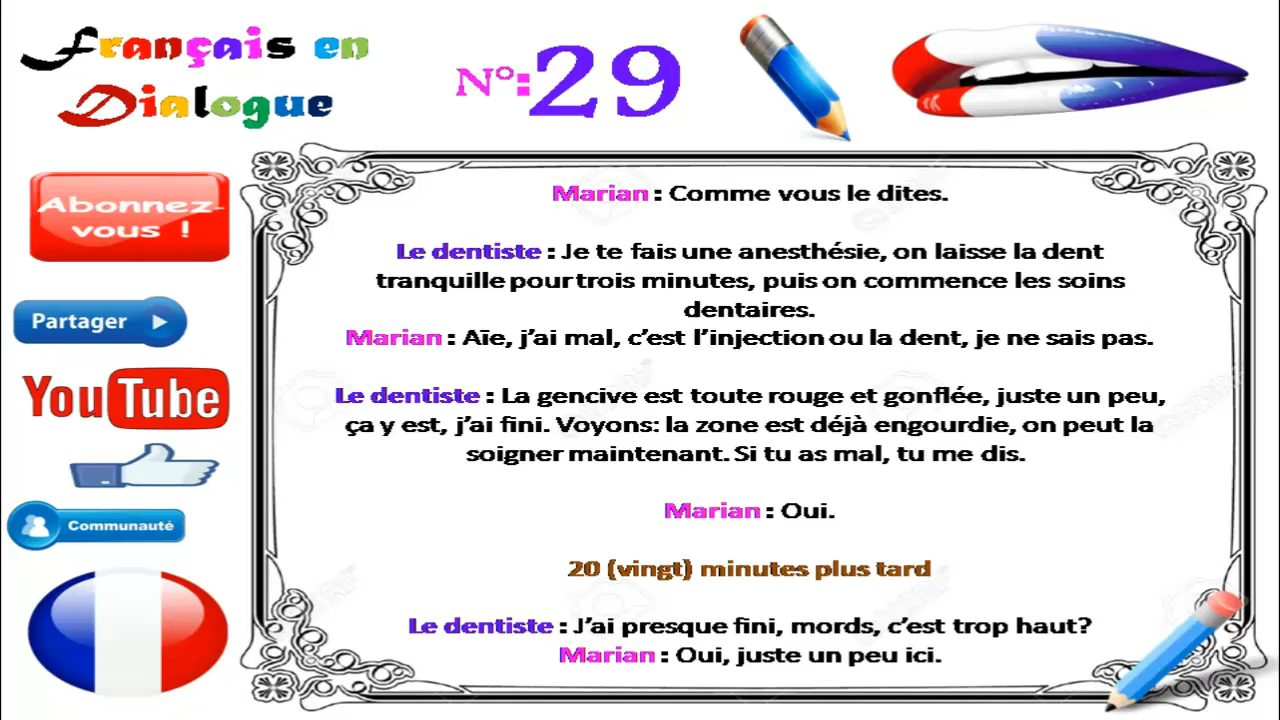 Français en
Dialogue
N°:29
Abonnez-
vous !
Partager
YouTube
Communauté
Marian : Comme vous le dites.
Le dentiste : Je te fais une anesthésie, on laisse la dent
tranquille pour trois minutes, puis on commence les soins
dentaires.
Marian : Aïe, j’ai mal, c’est l’injection ou la dent, je ne sais pas.
Le dentiste : La gencive est toute rouge et gonflée, juste un peu,
ça y est, j’ai fini. Voyons: la zone est déjà engourdie, on peut la
soigner maintenant. Si tu as mal, tu me dis.
Marian : Oui.
20 (vingt) minutes plus tard
Le dentiste : J’ai presque fini, mords, c’est trop haut?
Marian : Oui, juste un peu ici.